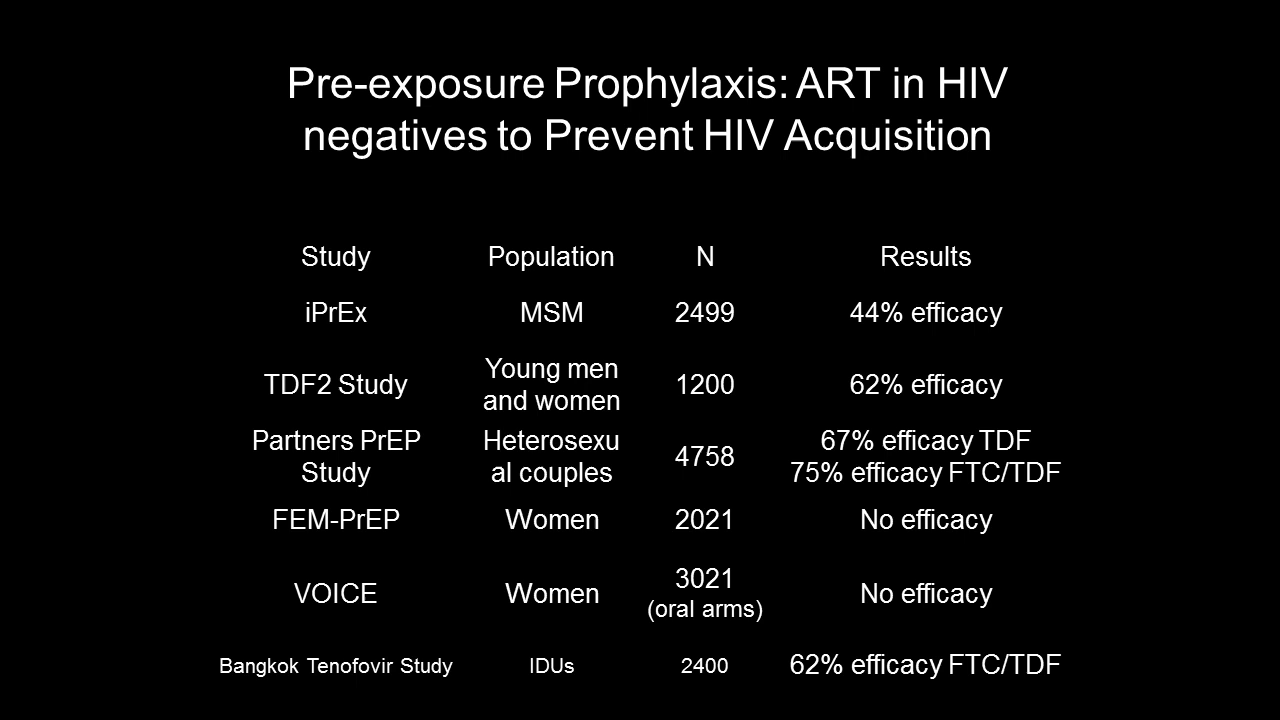 Pre-exposure Prophylaxis: ART in HIV
negatives to Prevent HIV Acquisition
Study Population N Results
iPrEx MSM 2499 44% efficacy
TDF2 Study Young men and women 1200 62% efficacy
Partners PrEP Study Heterosexu al couples 4758 67% efficacy TDF 75% efficacy FTC/TDF
FEM-PrEP Women 2021 No efficacy
VOICE Women 3021 (oral arms) No efficacy
Bangkok Tenofovir Study IDUs 2400 62% efficacy FTC/TDF